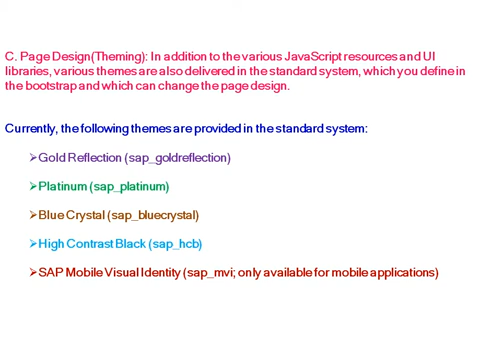 C. Page Design(Theming): In addition to the various JavaScript resources and UI
libraries, various themes are also delivered in the standard system, which you define in
the bootstrap and which can change the page design.
Currently, the following themes are provided in the standard system:
➢Gold Reflection (sap_goldreflection)
➢Platinum (sap_platinum)
➢Blue Crystal (sap_bluecrystal)
➢High Contrast Black (sap_hcb)
➢SAP Mobile Visual Identity (sap_mvi; only available for mobile applications)